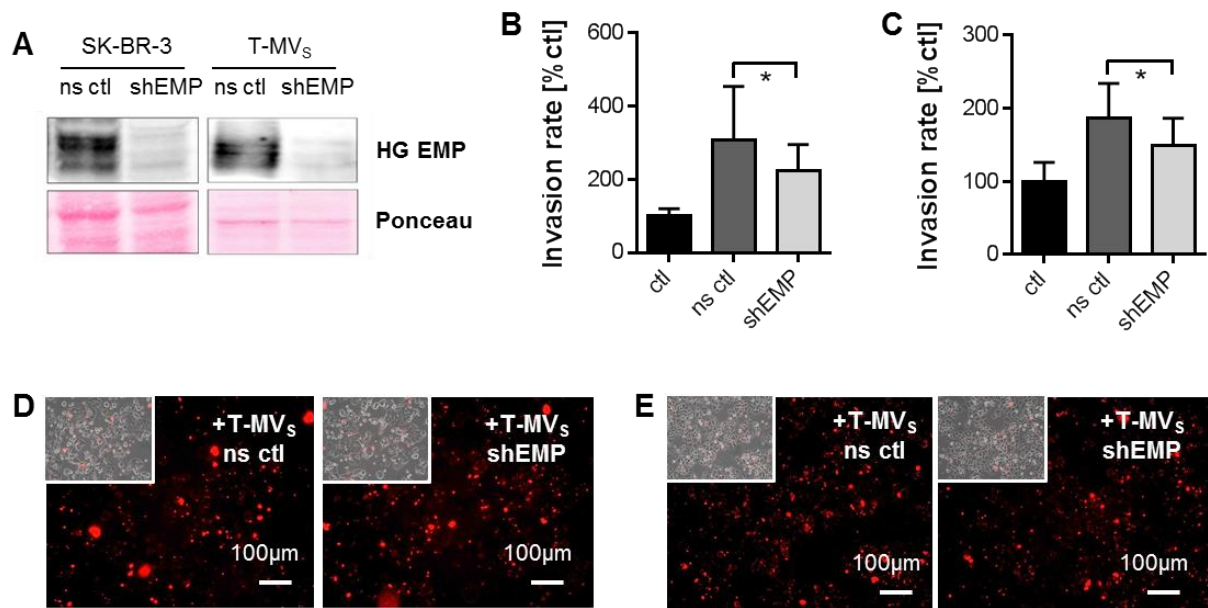 A
SK-BR-3
T-MVS
ns ctl
shEMP
ns ctl
shEMP
HG EMP
Ponceau
B
Invasion rate [% ctl]
600
400
200
0
*
ctl
ns ctl
shEMP
C
Invasion rate [% ctl]
300
200
150
100
0
*
ctl
ns ctl
shEMP
D
+T-MVS
ns ctl
100µm
+T-MVS
shEMP
100µm
E
+T-MVS
ns ctl
100µm
+T-MVS
shEMP
100µm